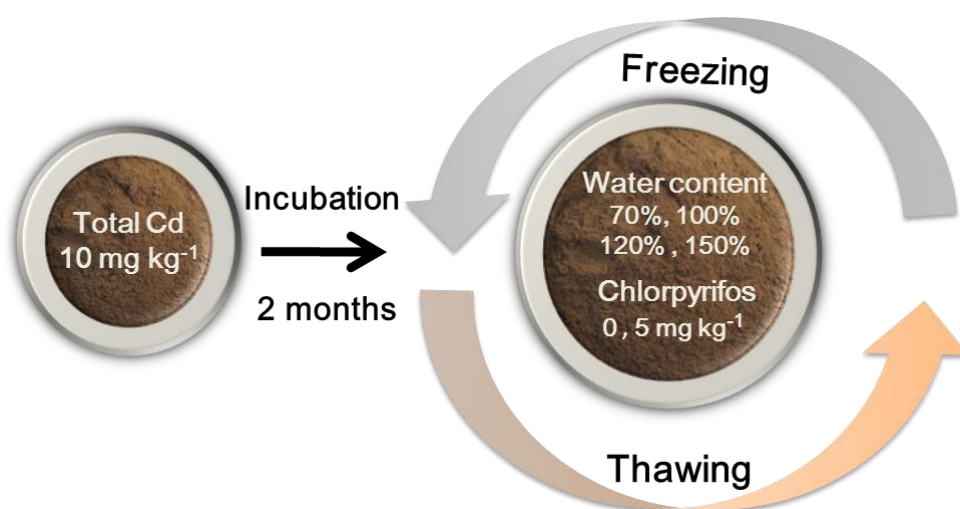 Total Cd
10 mg kg⁻¹
Incubation
2 months
Freezing
Water content
70%, 100%
120% , 150%
Chlorpyrifos
0 , 5 mg kg⁻¹
Thawing